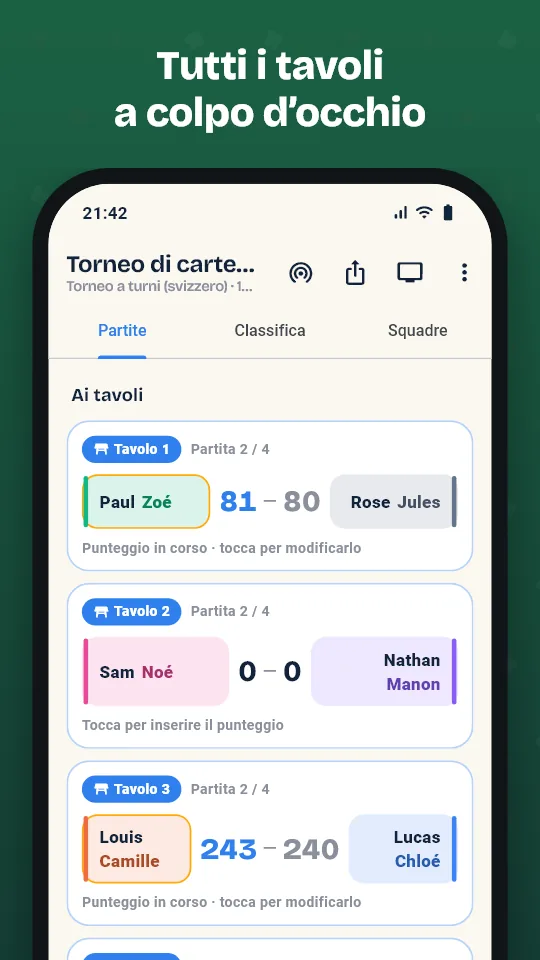 Tutti i tavoli
a colpo d’occhio
21:42
Torneo di carte...
Torneo a turni (svizzero) · 1...
Partite
Classifica
Squadre
Ai tavoli
Tavolo 1
Partita 2 / 4
Paul Zoé
81 – 80
Rose Jules
Punteggio in corso · tocca per modificarlo
Tavolo 2
Partita 2 / 4
Sam Noé
0 – 0
Nathan
Manon
Tocca per inserire il punteggio
Tavolo 3
Partita 2 / 4
Louis
Camille
243 – 240
Lucas
Chloé
Punteggio in corso · tocca per modificarlo